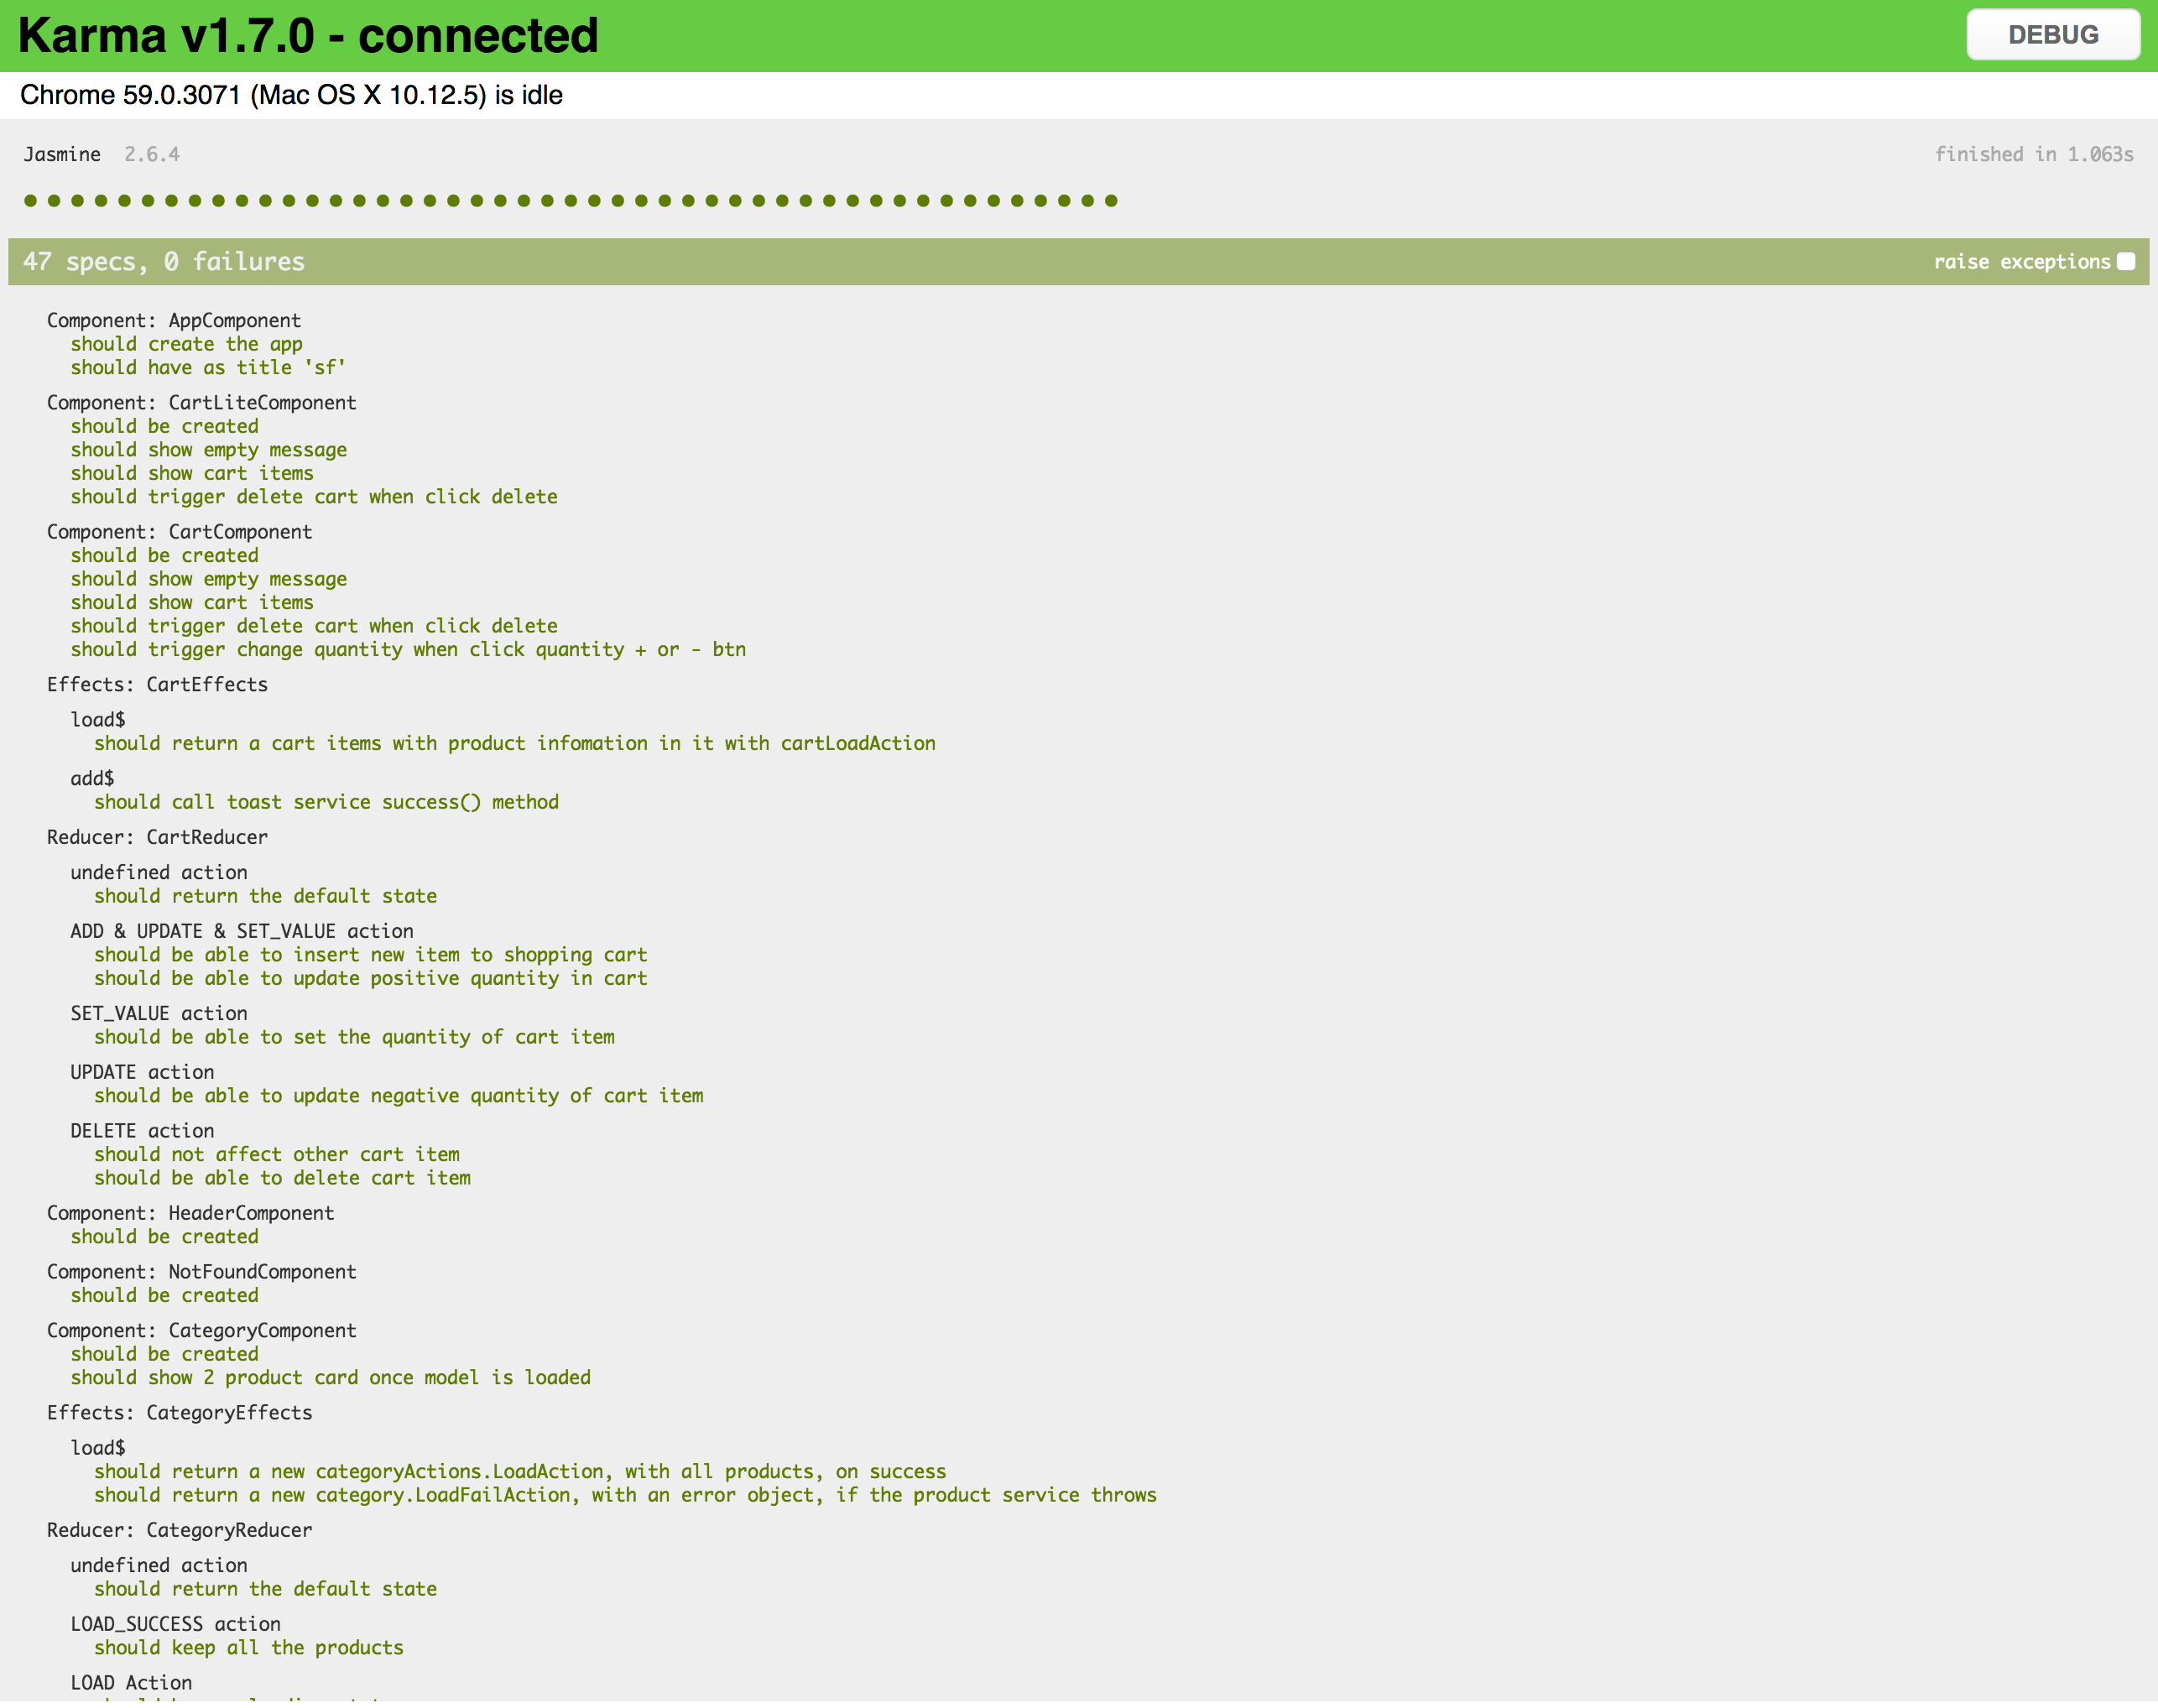 Karma v1.7.0 - connected
DEBUG
Chrome 59.0.3071 (Mac OS X 10.12.5) is idle
Jasmine 2.6.4
finished in 1.063s
47 specs, 0 failures
raise exceptions
Component: AppComponent
should create the app
should have as title 'sf'
Component: CartLiteComponent
should be created
should show empty message
should show cart items
should trigger delete cart when click delete
Component: CartComponent
should be created
should show empty message
should show cart items
should trigger delete cart when click delete
should trigger change quantity when click quantity + or - btn
Effects: CartEffects
load$
should return a cart items with product infomation in it with cartLoadAction
add$
should call toast service success() method
Reducer: CartReducer
undefined action
should return the default state
ADD & UPDATE & SET_VALUE action
should be able to insert new item to shopping cart
should be able to update positive quantity in cart
SET_VALUE action
should be able to set the quantity of cart item
UPDATE action
should be able to update negative quantity of cart item
DELETE action
should not affect other cart item
should be able to delete cart item
Component: HeaderComponent
should be created
Component: NotFoundComponent
should be created
Component: CategoryComponent
should be created
should show 2 product card once model is loaded
Effects: CategoryEffects
load$
should return a new categoryActions.LoadAction, with all products, on success
should return a new category.LoadFailAction, with an error object, if the product service throws
Reducer: CategoryReducer
undefined action
should return the default state
LOAD_SUCCESS action
should keep all the products
LOAD Action